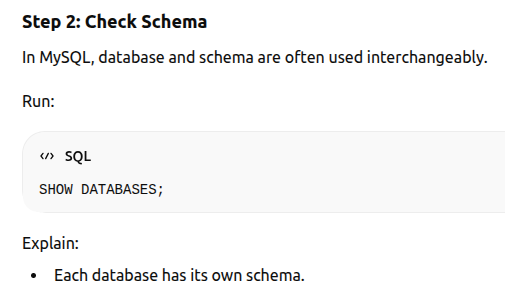 Step 2: Check Schema
In MySQL, database and schema are often used interchangeably.
Run:
</> SQL
SHOW DATABASES;
Explain:
• Each database has its own schema.